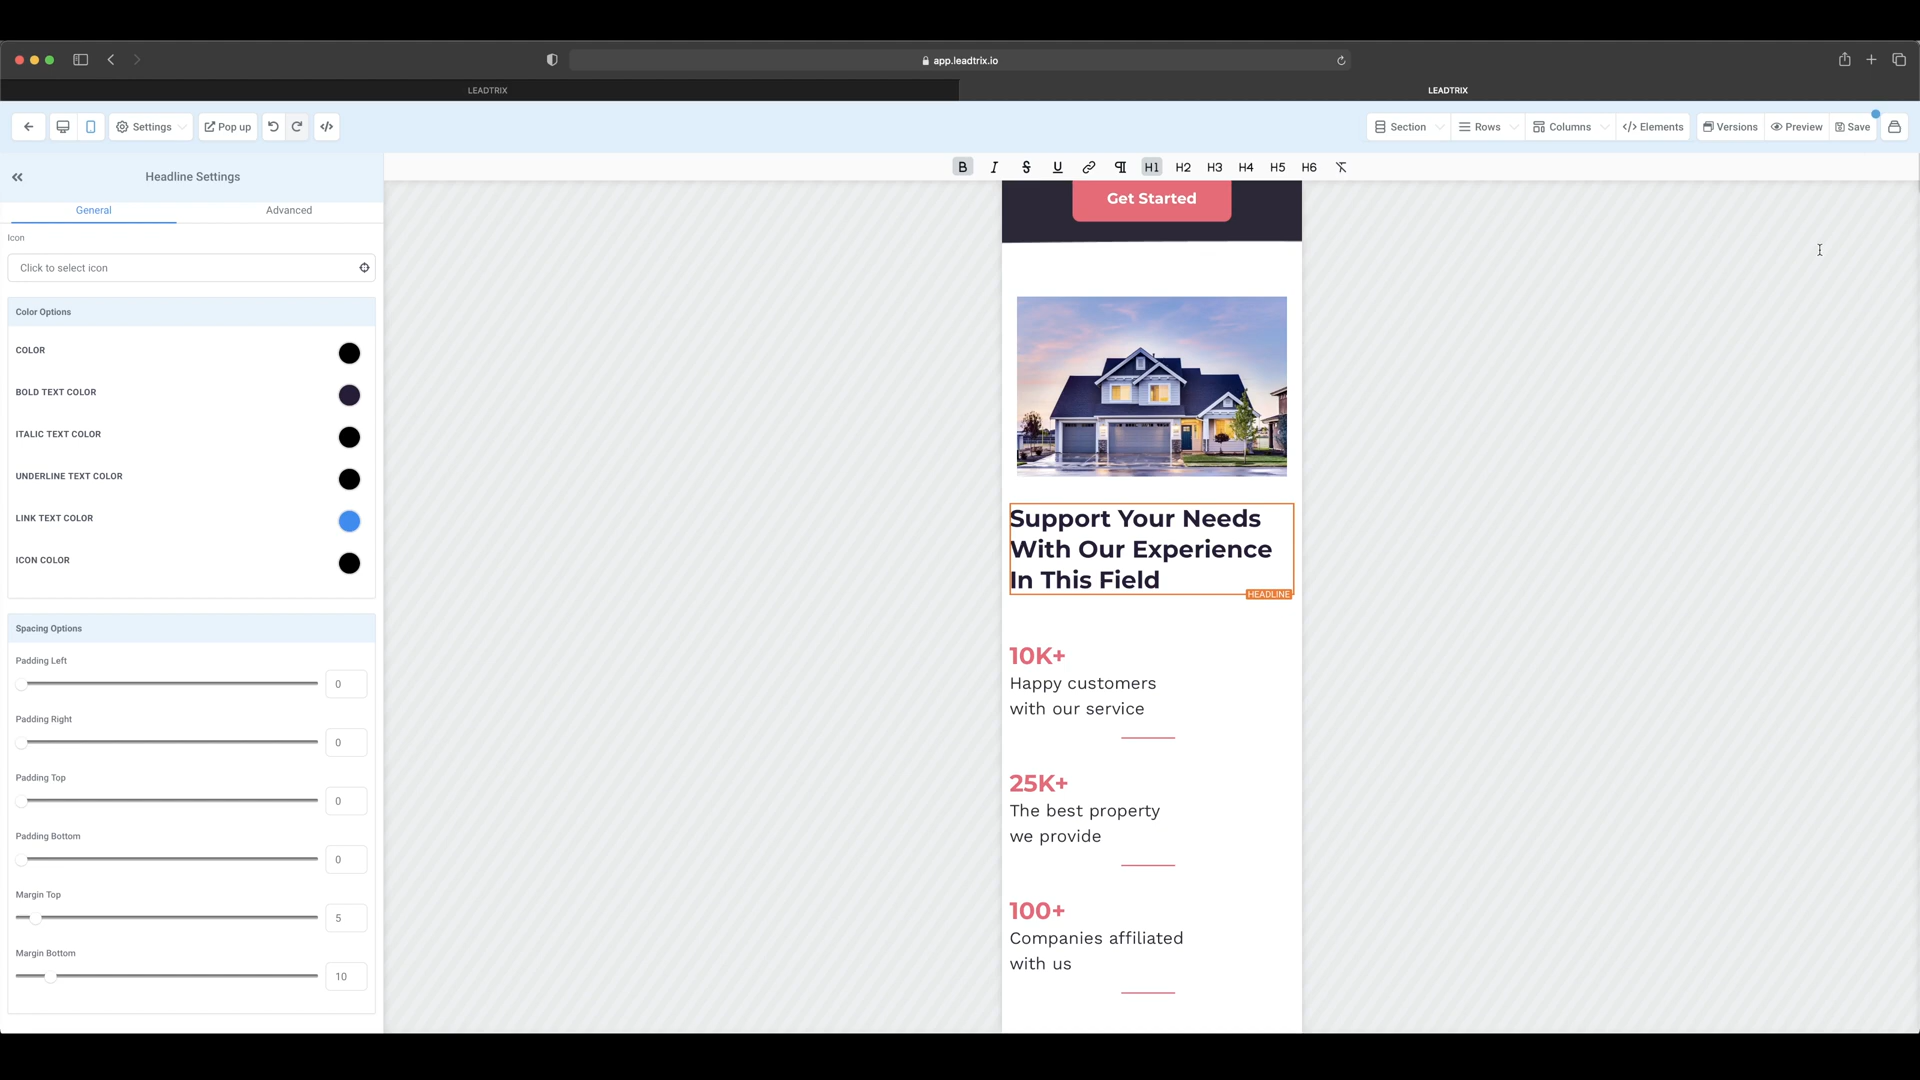 app.leadtrix.io
LEADTRIX
LEADTRIX
Settings
Pop up
Section
Rows
Columns
Elements
Versions
Preview
Save
Headline Settings
B I S U ¶ H1 H2 H3 H4 H5 H6
General
Advanced
Icon
Click to select icon
Color Options
COLOR
BOLD TEXT COLOR
ITALIC TEXT COLOR
UNDERLINE TEXT COLOR
LINK TEXT COLOR
ICON COLOR
Spacing Options
Padding Left
0
Padding Right
0
Padding Top
0
Padding Bottom
0
Margin Top
5
Margin Bottom
10
Get Started
Support Your Needs
With Our Experience
In This Field
HEADLINE
10K+
Happy customers
with our service
25K+
The best property
we provide
100+
Companies affiliated
with us